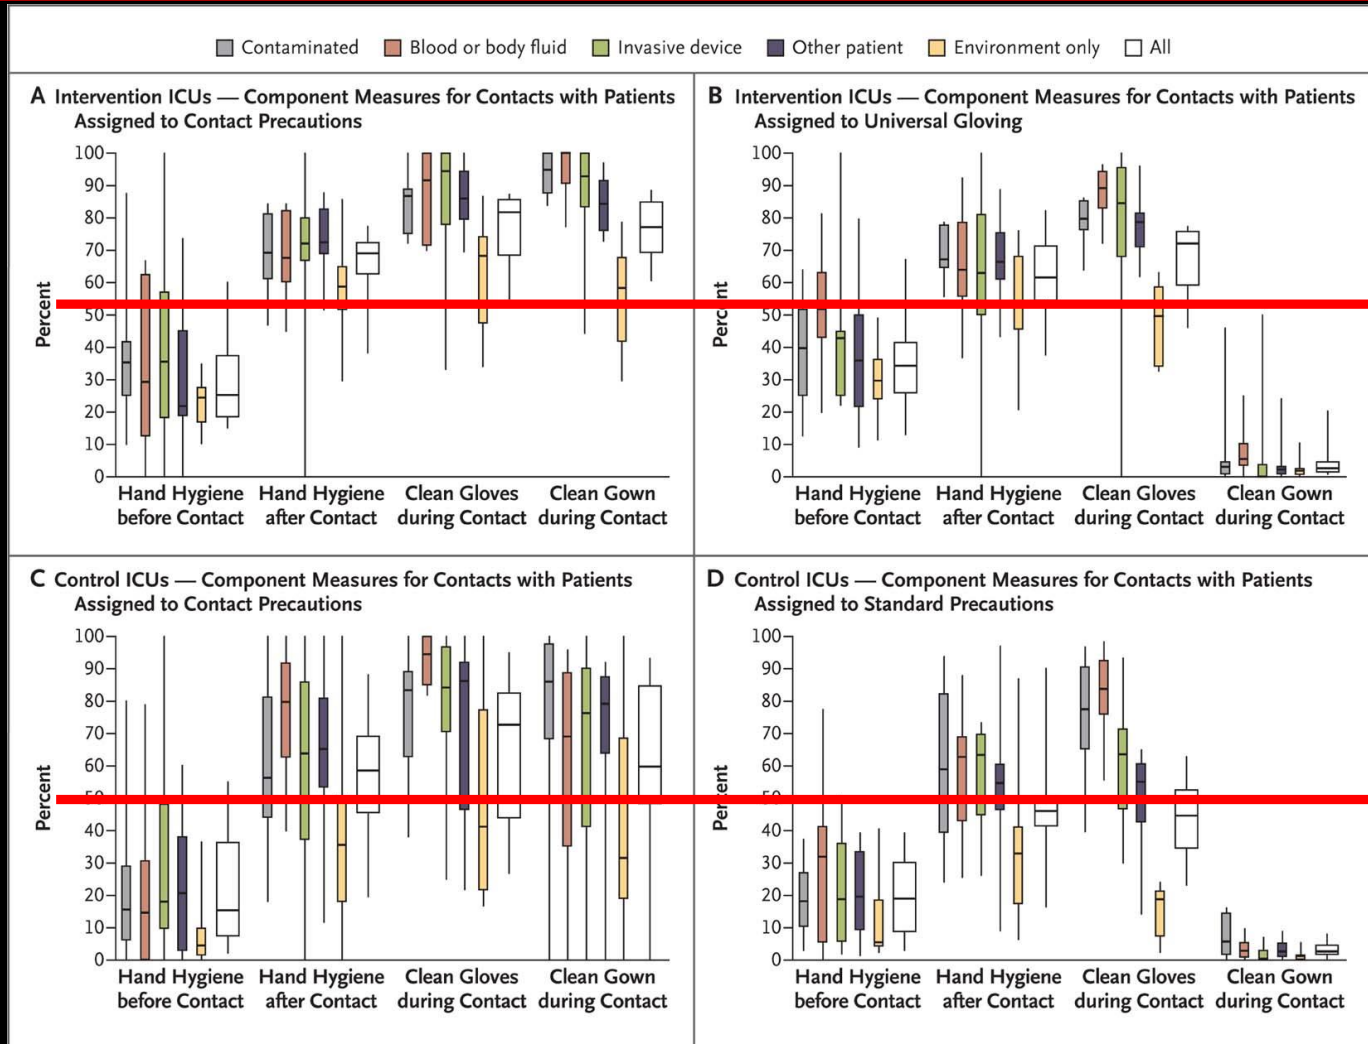 Contaminated Blood or body fluid Invasive device Other patient Environment only All
A Intervention ICUs — Component Measures for Contacts with Patients
Assigned to Contact Precautions
100
90
80
70
60
50
40
30
20
10
0
Percent
Hand Hygiene before Contact
Hand Hygiene after Contact
Clean Gloves during Contact
Clean Gown during Contact
B Intervention ICUs — Component Measures for Contacts with Patients
Assigned to Universal Gloving
100
90
80
70
60
50
40
30
20
10
0
Percent
Hand Hygiene before Contact
Hand Hygiene after Contact
Clean Gloves during Contact
Clean Gown during Contact
C Control ICUs — Component Measures for Contacts with Patients
Assigned to Contact Precautions
100
90
80
70
60
50
40
30
20
10
0
Percent
Hand Hygiene before Contact
Hand Hygiene after Contact
Clean Gloves during Contact
Clean Gown during Contact
D Control ICUs — Component Measures for Contacts with Patients
Assigned to Standard Precautions
100
90
80
70
60
50
40
30
20
10
0
Percent
Hand Hygiene before Contact
Hand Hygiene after Contact
Clean Gloves during Contact
Clean Gown during Contact